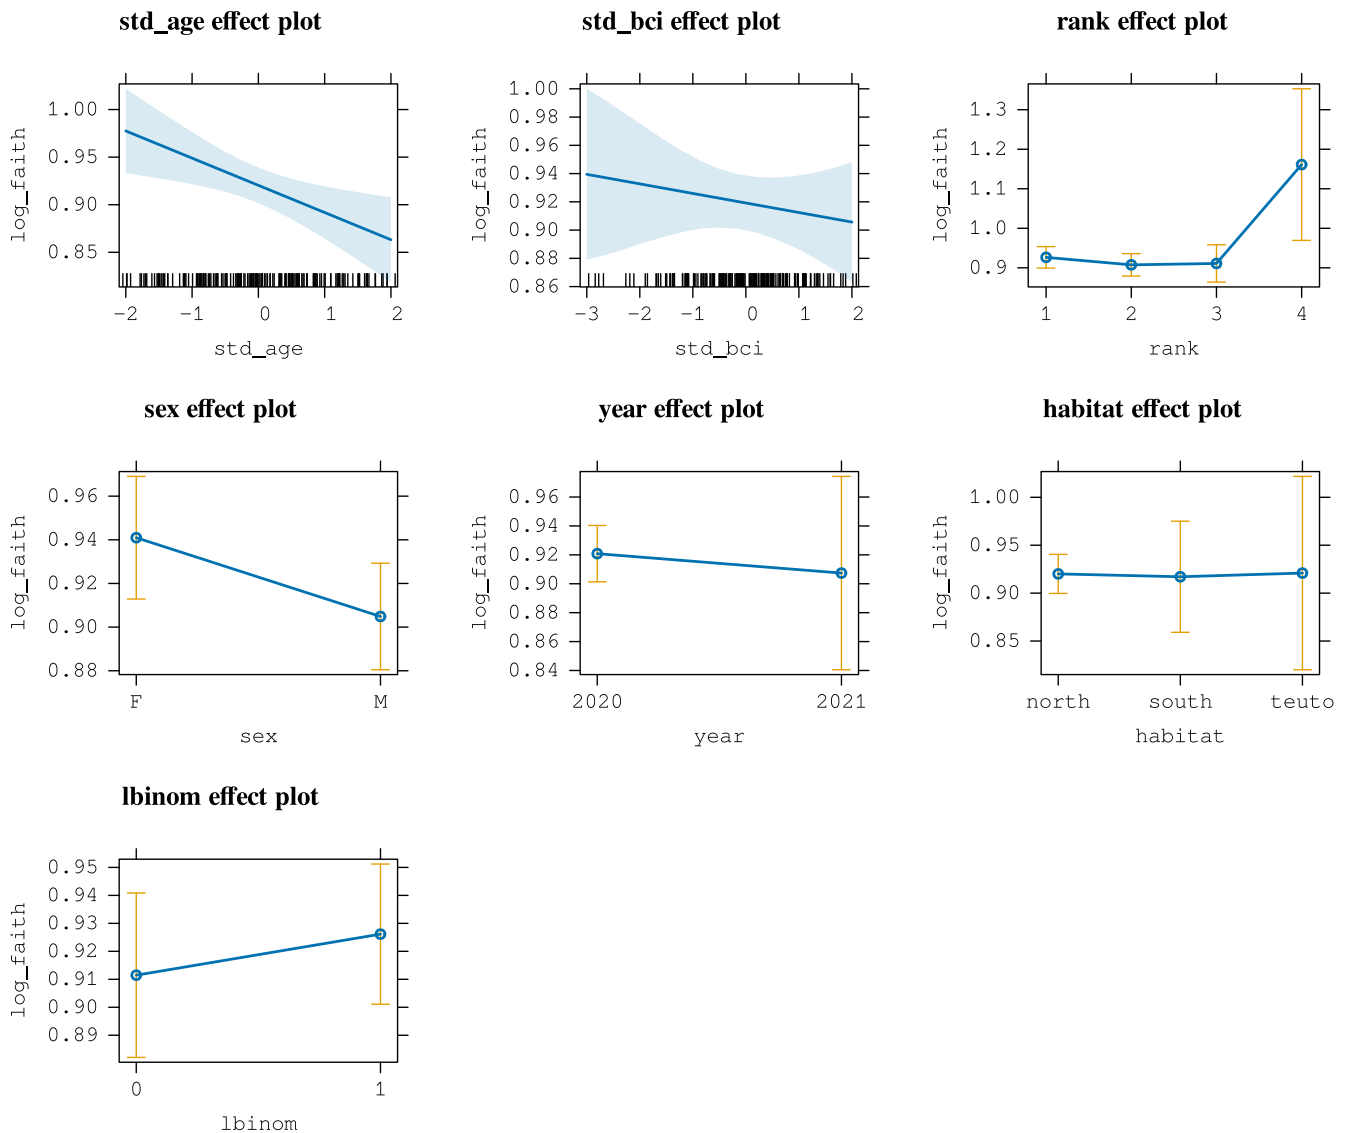 std_age effect plot
std_bci effect plot
rank effect plot
log_faith
1.00
0.95
0.90
0.85
-2 -1 0 1 2
std_age
log_faith
1.00
0.98
0.96
0.94
0.92
0.90
0.88
0.86
-3 -2 -1 0 1 2
std_bci
log_faith
1.3
1.2
1.1
1.0
0.9
1 2 3 4
rank
sex effect plot
year effect plot
habitat effect plot
log_faith
0.96
0.94
0.92
0.90
0.88
F M
sex
log_faith
0.96
0.94
0.92
0.90
0.88
0.86
0.84
2020 2021
year
log_faith
1.00
0.95
0.90
0.85
north south teuto
habitat
lbinom effect plot
log_faith
0.95
0.94
0.93
0.92
0.91
0.90
0.89
0 1
lbinom